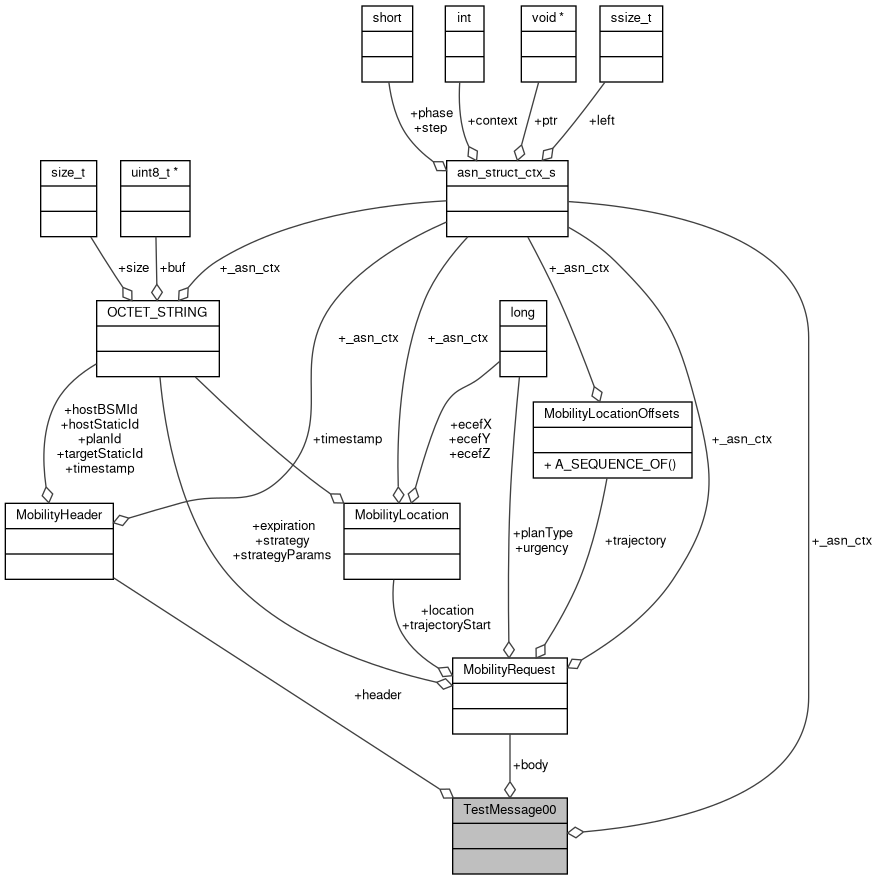 short
int
void *
ssize_t
+phase
+step
+context
+ptr
+left
size_t
uint8_t *
asn_struct_ctx_s
+size
+buf
+_asn_ctx
+_asn_ctx
OCTET_STRING
long
+_asn_ctx
+_asn_ctx
+hostBSMId
+hostStaticId
+planId
+targetStaticId
+timestamp
+timestamp
+ecefX
+ecefY
+ecefZ
MobilityLocationOffsets
+ A_SEQUENCE_OF()
+_asn_ctx
MobilityHeader
MobilityLocation
+expiration
+strategy
+strategyParams
+planType
+urgency
+trajectory
+_asn_ctx
+location
+trajectoryStart
MobilityRequest
+header
+body
TestMessage00